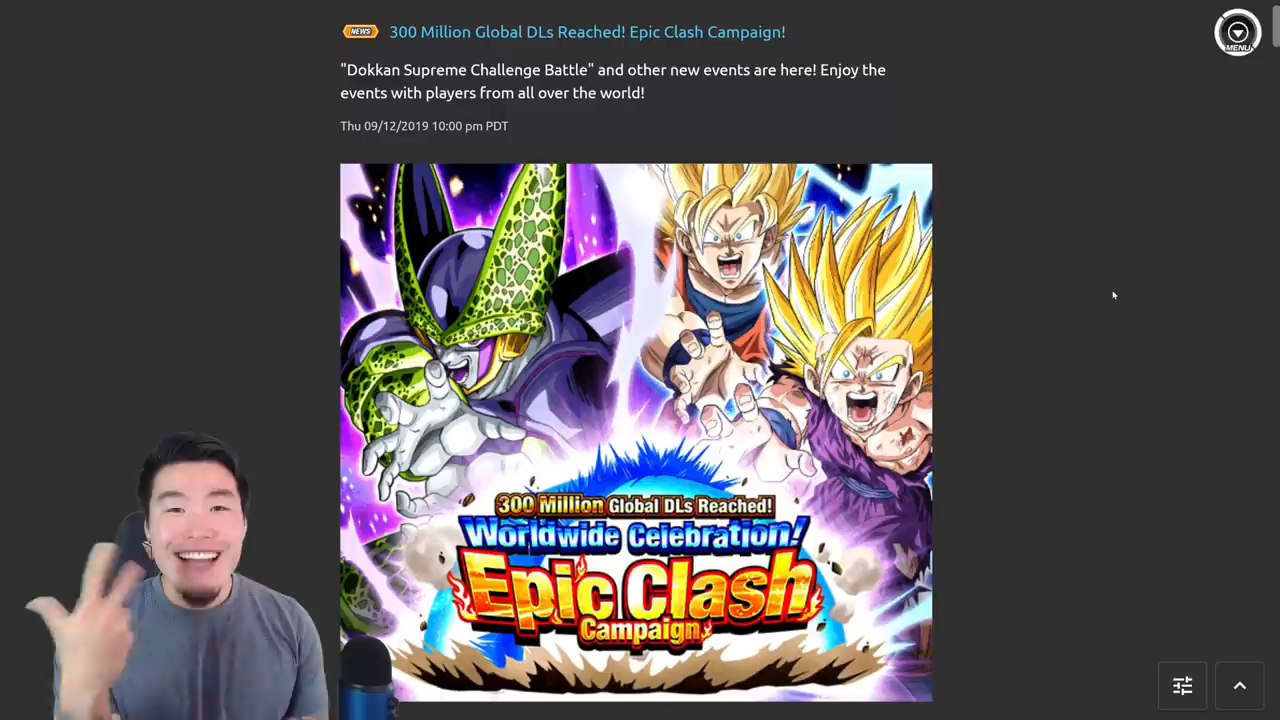 NEWS 300 Million Global DLs Reached! Epic Clash Campaign!
"Dokkan Supreme Challenge Battle" and other new events are here! Enjoy the
events with players from all over the world!
Thu 09/12/2019 10:00 pm PDT
MENU
300 Million Global DLs Reached!
Worldwide Celebration!
Epic Clash
Campaign